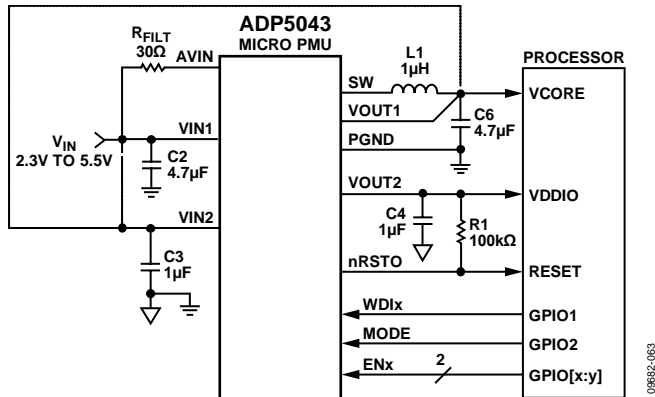 ADP5043
MICRO PMU
RFILT
30Ω
AVIN
VIN
2.3V TO 5.5V
VIN1
C2
4.7µF
VIN2
C3
1µF
SW
L1
1µH
VOUT1
PGND
C6
4.7µF
VOUT2
C4
1µF
R1
100kΩ
nRSTO
WDIx
MODE
ENx
2
PROCESSOR
VCORE
VDDIO
RESET
GPIO1
GPIO2
GPIO[x:y]
09682-063